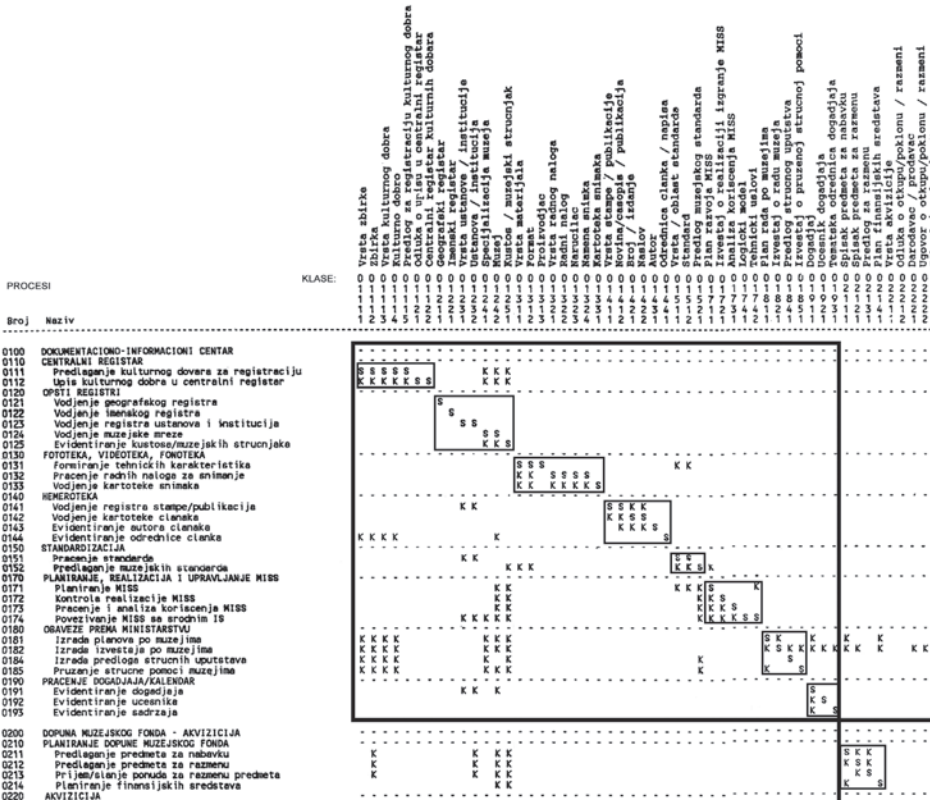 Vrsta zbirke
Zbirka
Vrsta kulturnog dobra
Kulturno dobro
Predlog za registraciju kulturnog dobra
Odluka o upisu u centralni registar
Centralni registar kulturnih dobara
Geografski registar
Imenski registar
Vrsta ustanove / institucije
Ustanova / institucija
Specijalizacija muzeja
Muzej
Kustos / muzejski strucnjak
Vrsta materijala
Format
Proizvodjac
Vrsta radnog naloga
Radni nalog
Narucilac
Namena snimka
Kartoteka snimaka
Vrsta stampe / publikacije
Novina/casopis / publikacija
Broj / izdanje
Naslov
Autor
Odrednica clanka / napisa
Vrsta / oblast standarda
Standard
Predlog muzejskog standarda
Plan razvoja MISS
Izvestaj o realizaciji izgranje MISS
Analiza koriscenja MISS
Logicki model
Tehnicki uslovi
Plan rada po muzejima
Izvestaj o radu muzeja
Predlog strucnog uputstva
Izvestaj o pruzenoj strucnoj pomoci
Dogadjaj
Ucesnik dogadjaja
Tematska odrednica dogadjaja
Spisak predmeta za nabavku
Spisak predmeta za razmenu
Predlog za razmenu
Plan finansijskih sredstava
Vrsta akvizicije
Odluka o otkupu/poklonu / razmeni
Darodavac / prodavac
Ugovor o otkupu/poklonu / razmeni
KLASE:
PROCESI
Broj Naziv
0100 DOKUMENTACIONO-INFORMACIONI CENTAR
0110 CENTRALNI REGISTAR
0111 Predlaganje kulturnog dovara za registraciju S S S S S K K K
0112 Upis kulturnog dobra u centralni registar K K K K K S S K K K
0120 OPSTI REGISTRI
0121 Vodjenje geografskog registra S
0122 Vodjenje imenskog registra S
0123 Vodjenje registra ustanova i institucija S S
0124 Vodjenje muzejske mreze S S
0125 Evidentiranje kustosa/muzejskih strucnjaka K K S
0130 FOTOTEKA, VIDEOTEKA, FONOTEKA
0131 Formiranje tehnickih karakteristika S S S K K
0132 Pracenje radnih naloga za snimanje K K S S S S
0133 Vodjenje kartoteke snimaka K K K K K K S
0140 HEMEROTEKA
0141 Vodjenje registra stampe/publikacija K K S S K K
0142 Vodjenje kartoteke clanaka K K S S
0143 Evidentiranje autora clanaka K K K S
0144 Evidentiranje odrednice clanka K K K K K S
0150 STANDARDIZACIJA
0151 Pracenje standarda K K S S
0152 Predlaganje muzejskih standarda K K K K K S K
0170 PLANIRANJE, REALIZACIJA I UPRAVLJANJE MISS
0171 Planiranje MISS K K K K K S K
0172 Kontrola realizacije MISS K K K K S
0173 Pracenje i analiza koriscenja MISS K K K K K S
0174 Povezivanje MISS sa srodnim IS K K K K K K K K K S S
0180 OBAVEZE PREMA MINISTARSTVU
0181 Izrada planova po muzejima K K K K K K K S K K K K
0182 Izrada izvestaja po muzejima K K K K K K K K S K K K K K K K K K K
0184 Izrada predloga strucnih uputstava K K K K K K K K S
0185 Pruzanje strucne pomoci muzejima K K K K K K K K K S
0190 PRACENJE DOGADJAJA/KALENDAR
0191 Evidentiranje dogadjaja K K K S
0192 Evidentiranje ucesnika K S
0193 Evidentiranje sadrzaja K S
0200 DOPUNA MUZEJSKOG FONDA - AKVIZICIJA
0210 PLANIRANJE DOPUNE MUZEJSKOG FONDA
0211 Predlaganje predmeta za nabavku K K K K S K K
0212 Predlaganje predmeta za razmenu K K K K K S K
0213 Prijem/slanje ponuda za razmenu predmeta K K K K K S
0214 Planiranje finansijskih sredstava K K K S
0220 AKVIZICIJA